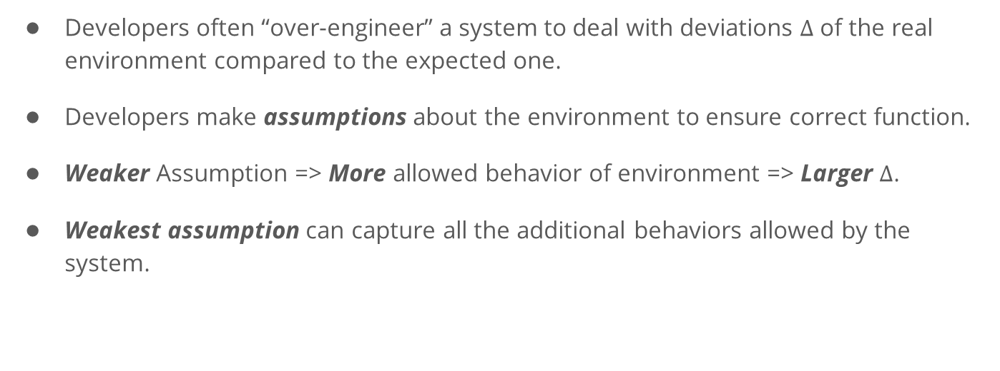 ● Developers often “over-engineer” a system to deal with deviations Δ of the real
environment compared to the expected one.
● Developers make assumptions about the environment to ensure correct function.
● Weaker Assumption => More allowed behavior of environment => Larger Δ.
● Weakest assumption can capture all the additional behaviors allowed by the
system.